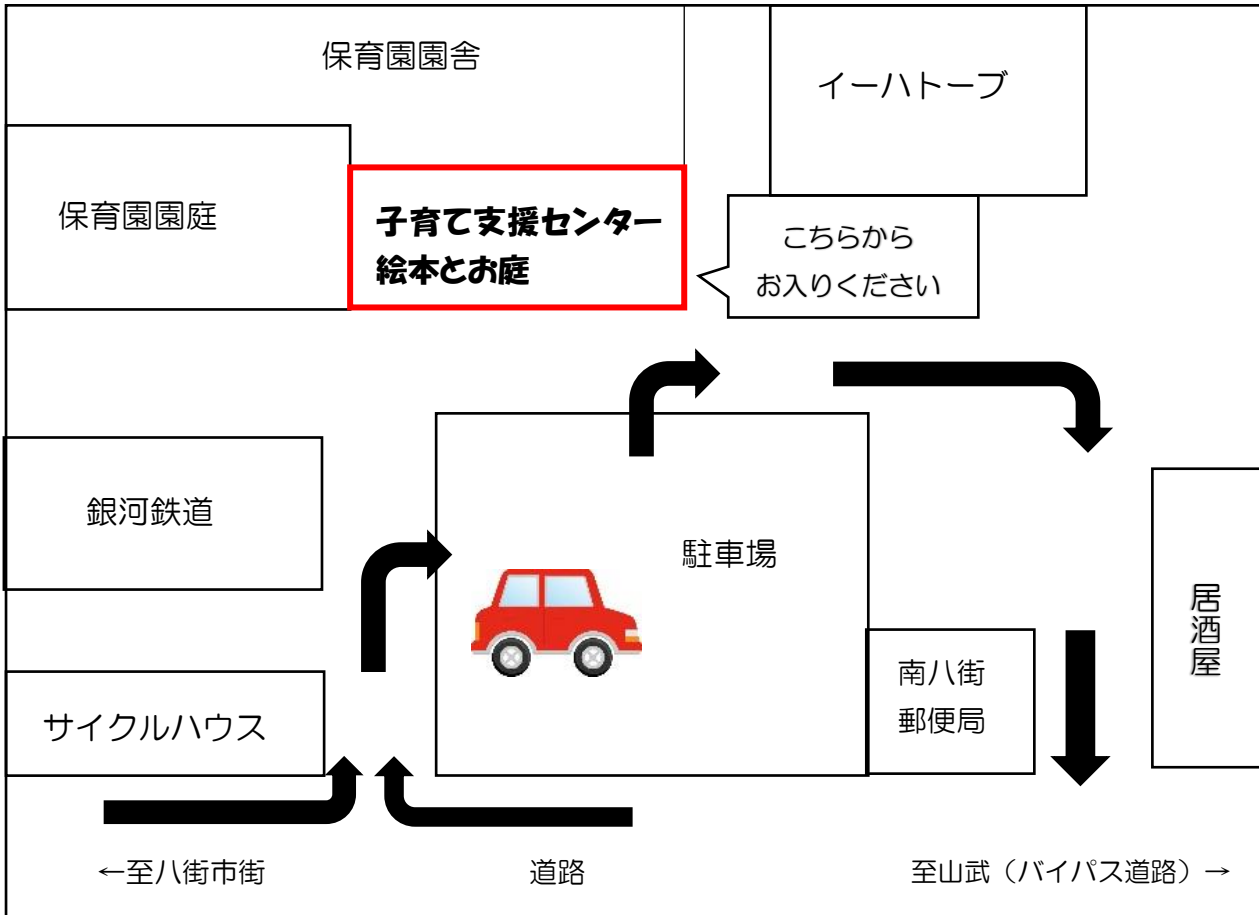 保育園園舎
イーハトーブ
保育園園庭
子育て支援センター
絵本とお庭
こちらから
お入りください
銀河鉄道
駐車場
居酒屋
南八街
郵便局
サイクルハウス
←至八街市街
道路
至山武（バイパス道路）→